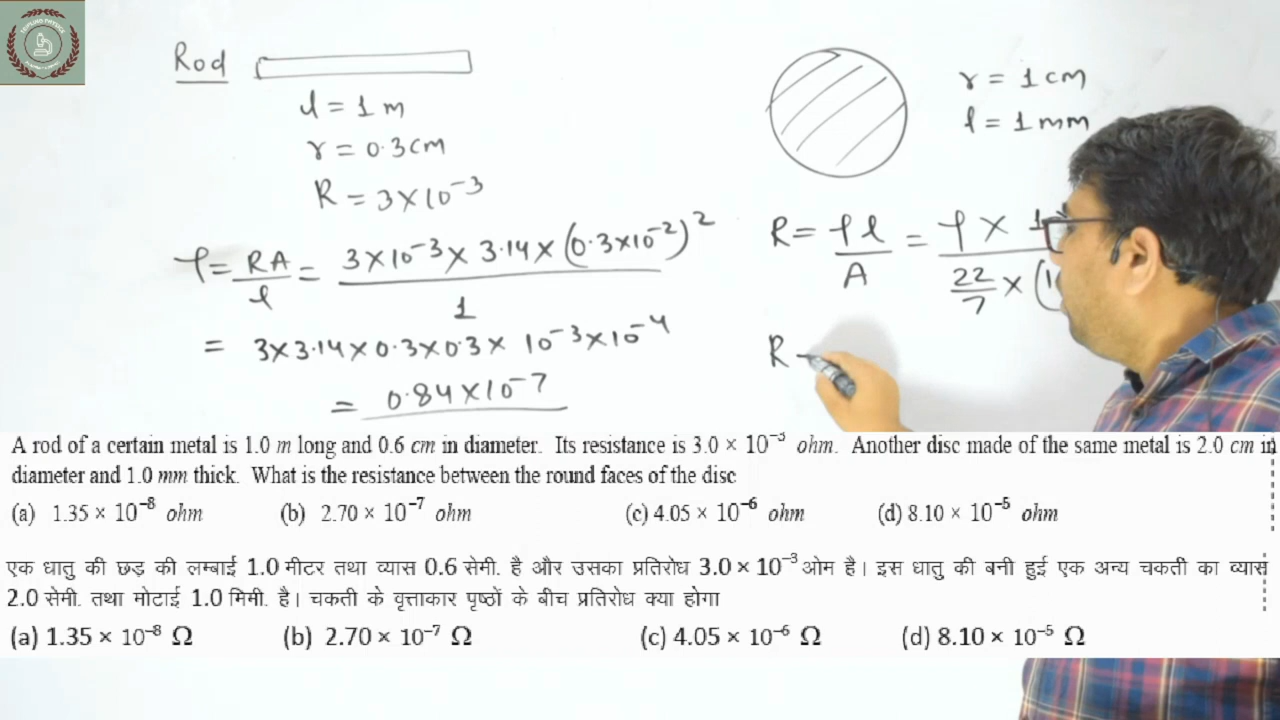 TOPLIND PHYSICS
Rod
l = 1 m
r = 0.3 cm
R = 3×10⁻³
ρ = RA/l = 3×10⁻³ × 3.14 × (0.3×10⁻²)² / 1
= 3×3.14×0.3×0.3× 10⁻³×10⁻⁴
= 0.84×10⁻⁷
r = 1 cm
l = 1 mm
R = ρl/A = ρ × 1 / 22/7 × (1
R
A rod of a certain metal is 1.0 m long and 0.6 cm in diameter. Its resistance is 3.0 × 10⁻³ ohm. Another disc made of the same metal is 2.0 cm in
diameter and 1.0 mm thick. What is the resistance between the round faces of the disc
(a) 1.35 × 10⁻⁸ ohm (b) 2.70 × 10⁻⁷ ohm (c) 4.05 × 10⁻⁶ ohm (d) 8.10 × 10⁻⁵ ohm
एक धातु की छड़ की लम्बाई 1.0 मीटर तथा व्यास 0.6 सेमी. है और उसका प्रतिरोध 3.0 × 10⁻³ ओम है। इस धातु की बनी हुई एक अन्य चकती का व्यास
2.0 सेमी. तथा मोटाई 1.0 मिमी. है। चकती के वृत्ताकार पृष्ठों के बीच प्रतिरोध क्या होगा
(a) 1.35 × 10⁻⁸ Ω (b) 2.70 × 10⁻⁷ Ω (c) 4.05 × 10⁻⁶ Ω (d) 8.10 × 10⁻⁵ Ω